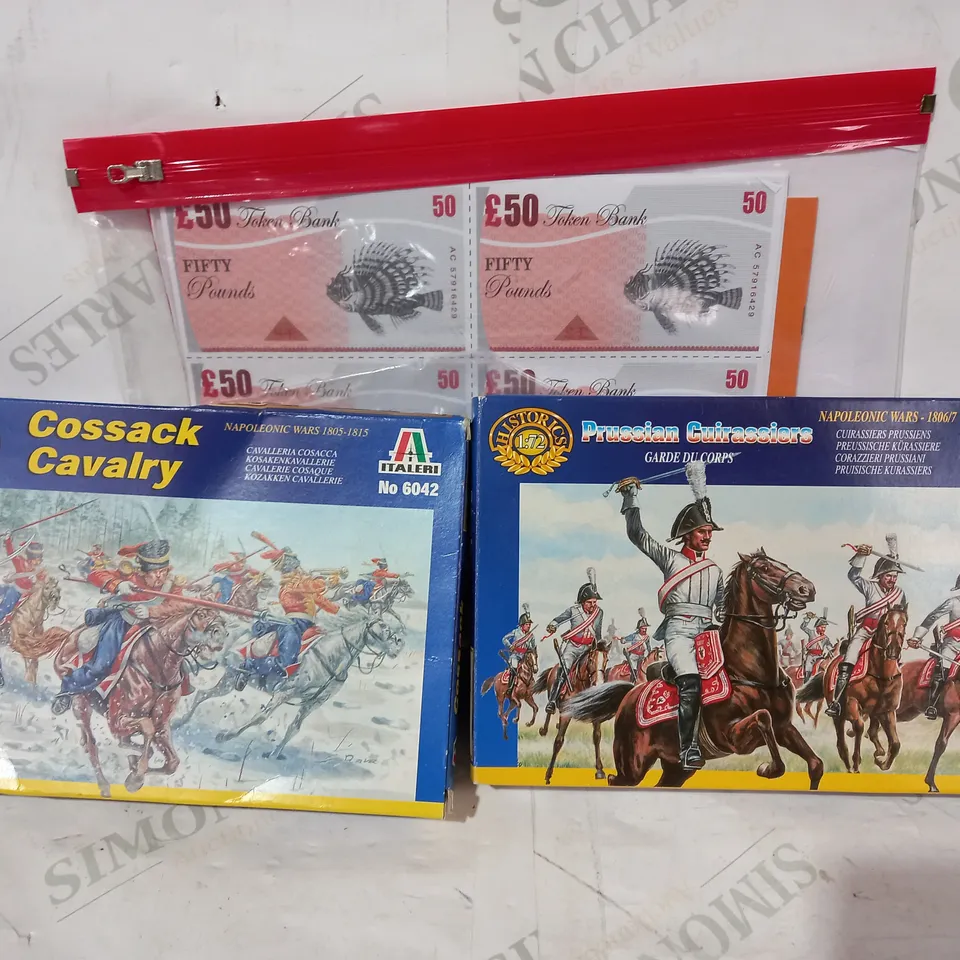 £50 Token Bank 50
FIFTY
Pounds
AC 57918429
£50 Token Bank 50
FIFTY
Pounds
AC 57918429
£50 Token Bank 50
£50 Token Bank 50
Cossack
Cavalry
NAPOLEONIC WARS 1805-1815
CAVALLERIA COSACCA
KOSAKENKAVALLERIE
CAVALERIE COSAQUE
KOZAKKEN CAVALLERIE
ITALERI
No 6042
HISTORICS
1:72
Prussian Cuirassiers
GARDE DU CORPS
NAPOLEONIC WARS - 1806/7
CUIRASSIERS PRUSSIENS
PREUSSISCHE KÜRASSIERE
CORAZZIERI PRUSSIANI
PRUISISCHE KURASSIERS
SIMON CHARLES